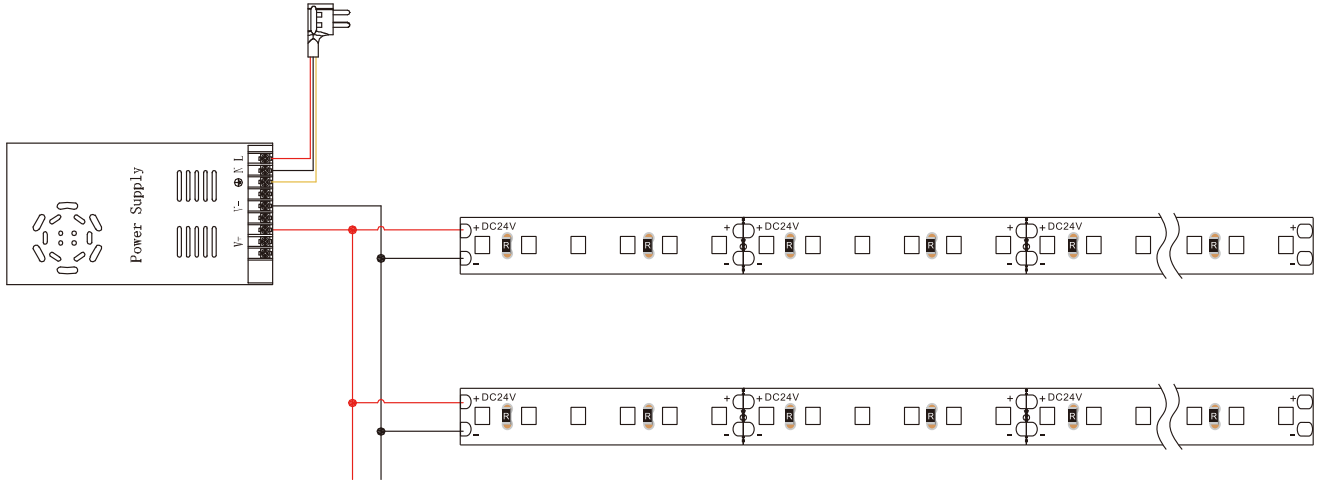 Power Supply
L
N
V-
V-
+ DC24V
+
+ DC24V
+
+ DC24V
+
R
R
R
R
R
R
-
-
-
-
+ DC24V
+
+ DC24V
+
+ DC24V
+
R
R
R
R
R
R
-
-
-
-